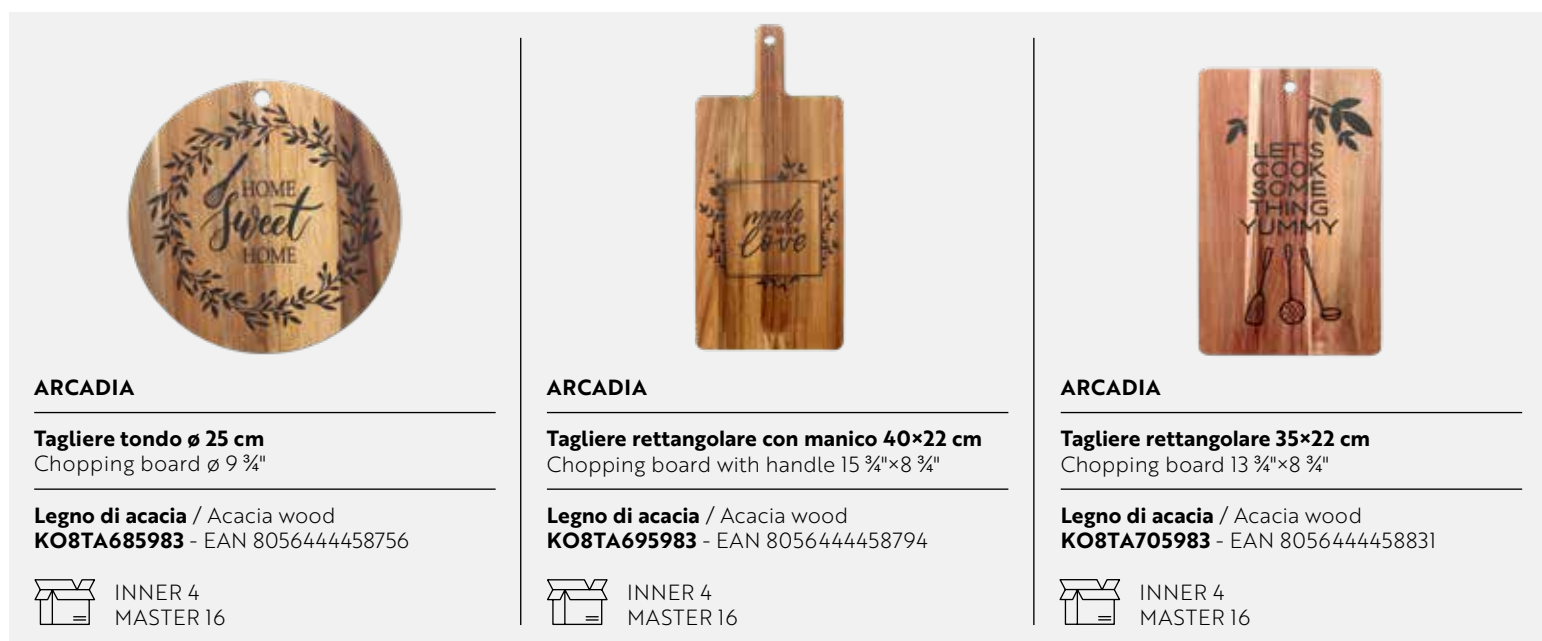 HOME
Sweet
HOME
ARCADIA
Tagliere tondo ø 25 cm
Chopping board ø 9 ¾"
Legno di acacia / Acacia wood
KO8TA685983 - EAN 8056444458756
INNER 4
MASTER 16
made
love
ARCADIA
Tagliere rettangolare con manico 40×22 cm
Chopping board with handle 15 ¾"×8 ¾"
Legno di acacia / Acacia wood
KO8TA695983 - EAN 8056444458794
INNER 4
MASTER 16
LET'S
COOK
SOME
THING
YUMMY
ARCADIA
Tagliere rettangolare 35×22 cm
Chopping board 13 ¾"×8 ¾"
Legno di acacia / Acacia wood
KO8TA705983 - EAN 8056444458831
INNER 4
MASTER 16